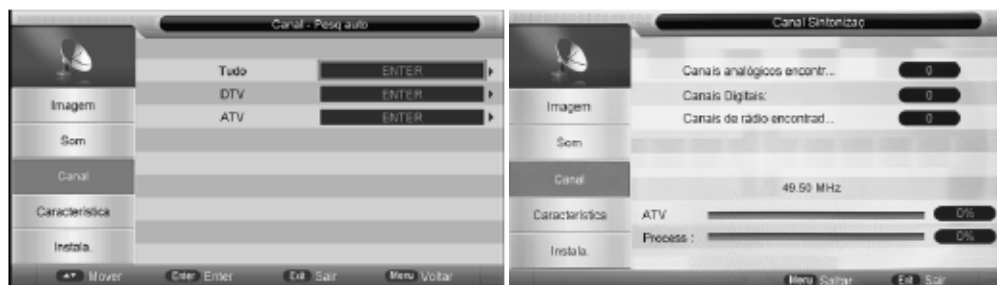 Canal - Pesq auto
Tudo ENTER
DTV ENTER
ATV ENTER
Imagem
Som
Canal
Característica
Instala.
Mover Enter Enter Exit Sair Menu Voltar
Canal Sintonizaç
Canais analógicos encontr... 0
Canais Digitais: 0
Canais de rádio encontrad... 0
Imagem
Som
Canal
Característica
Instala.
49.50 MHz
ATV 0%
Process : 0%
Menu Saltar Exit Sair